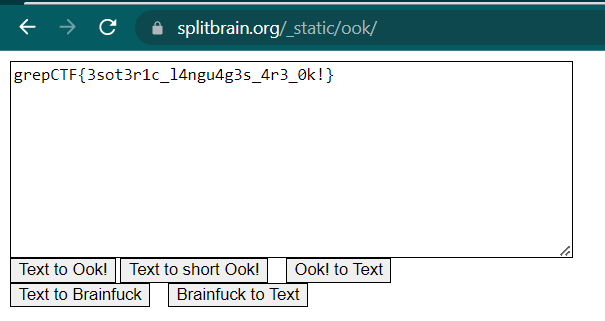 splitbrain.org/_static/ook/
grepCTF{3sot3r1c_l4ngu4g3s_4r3_0k!}
Text to Ook! Text to short Ook! Ook! to Text
Text to Brainfuck Brainfuck to Text